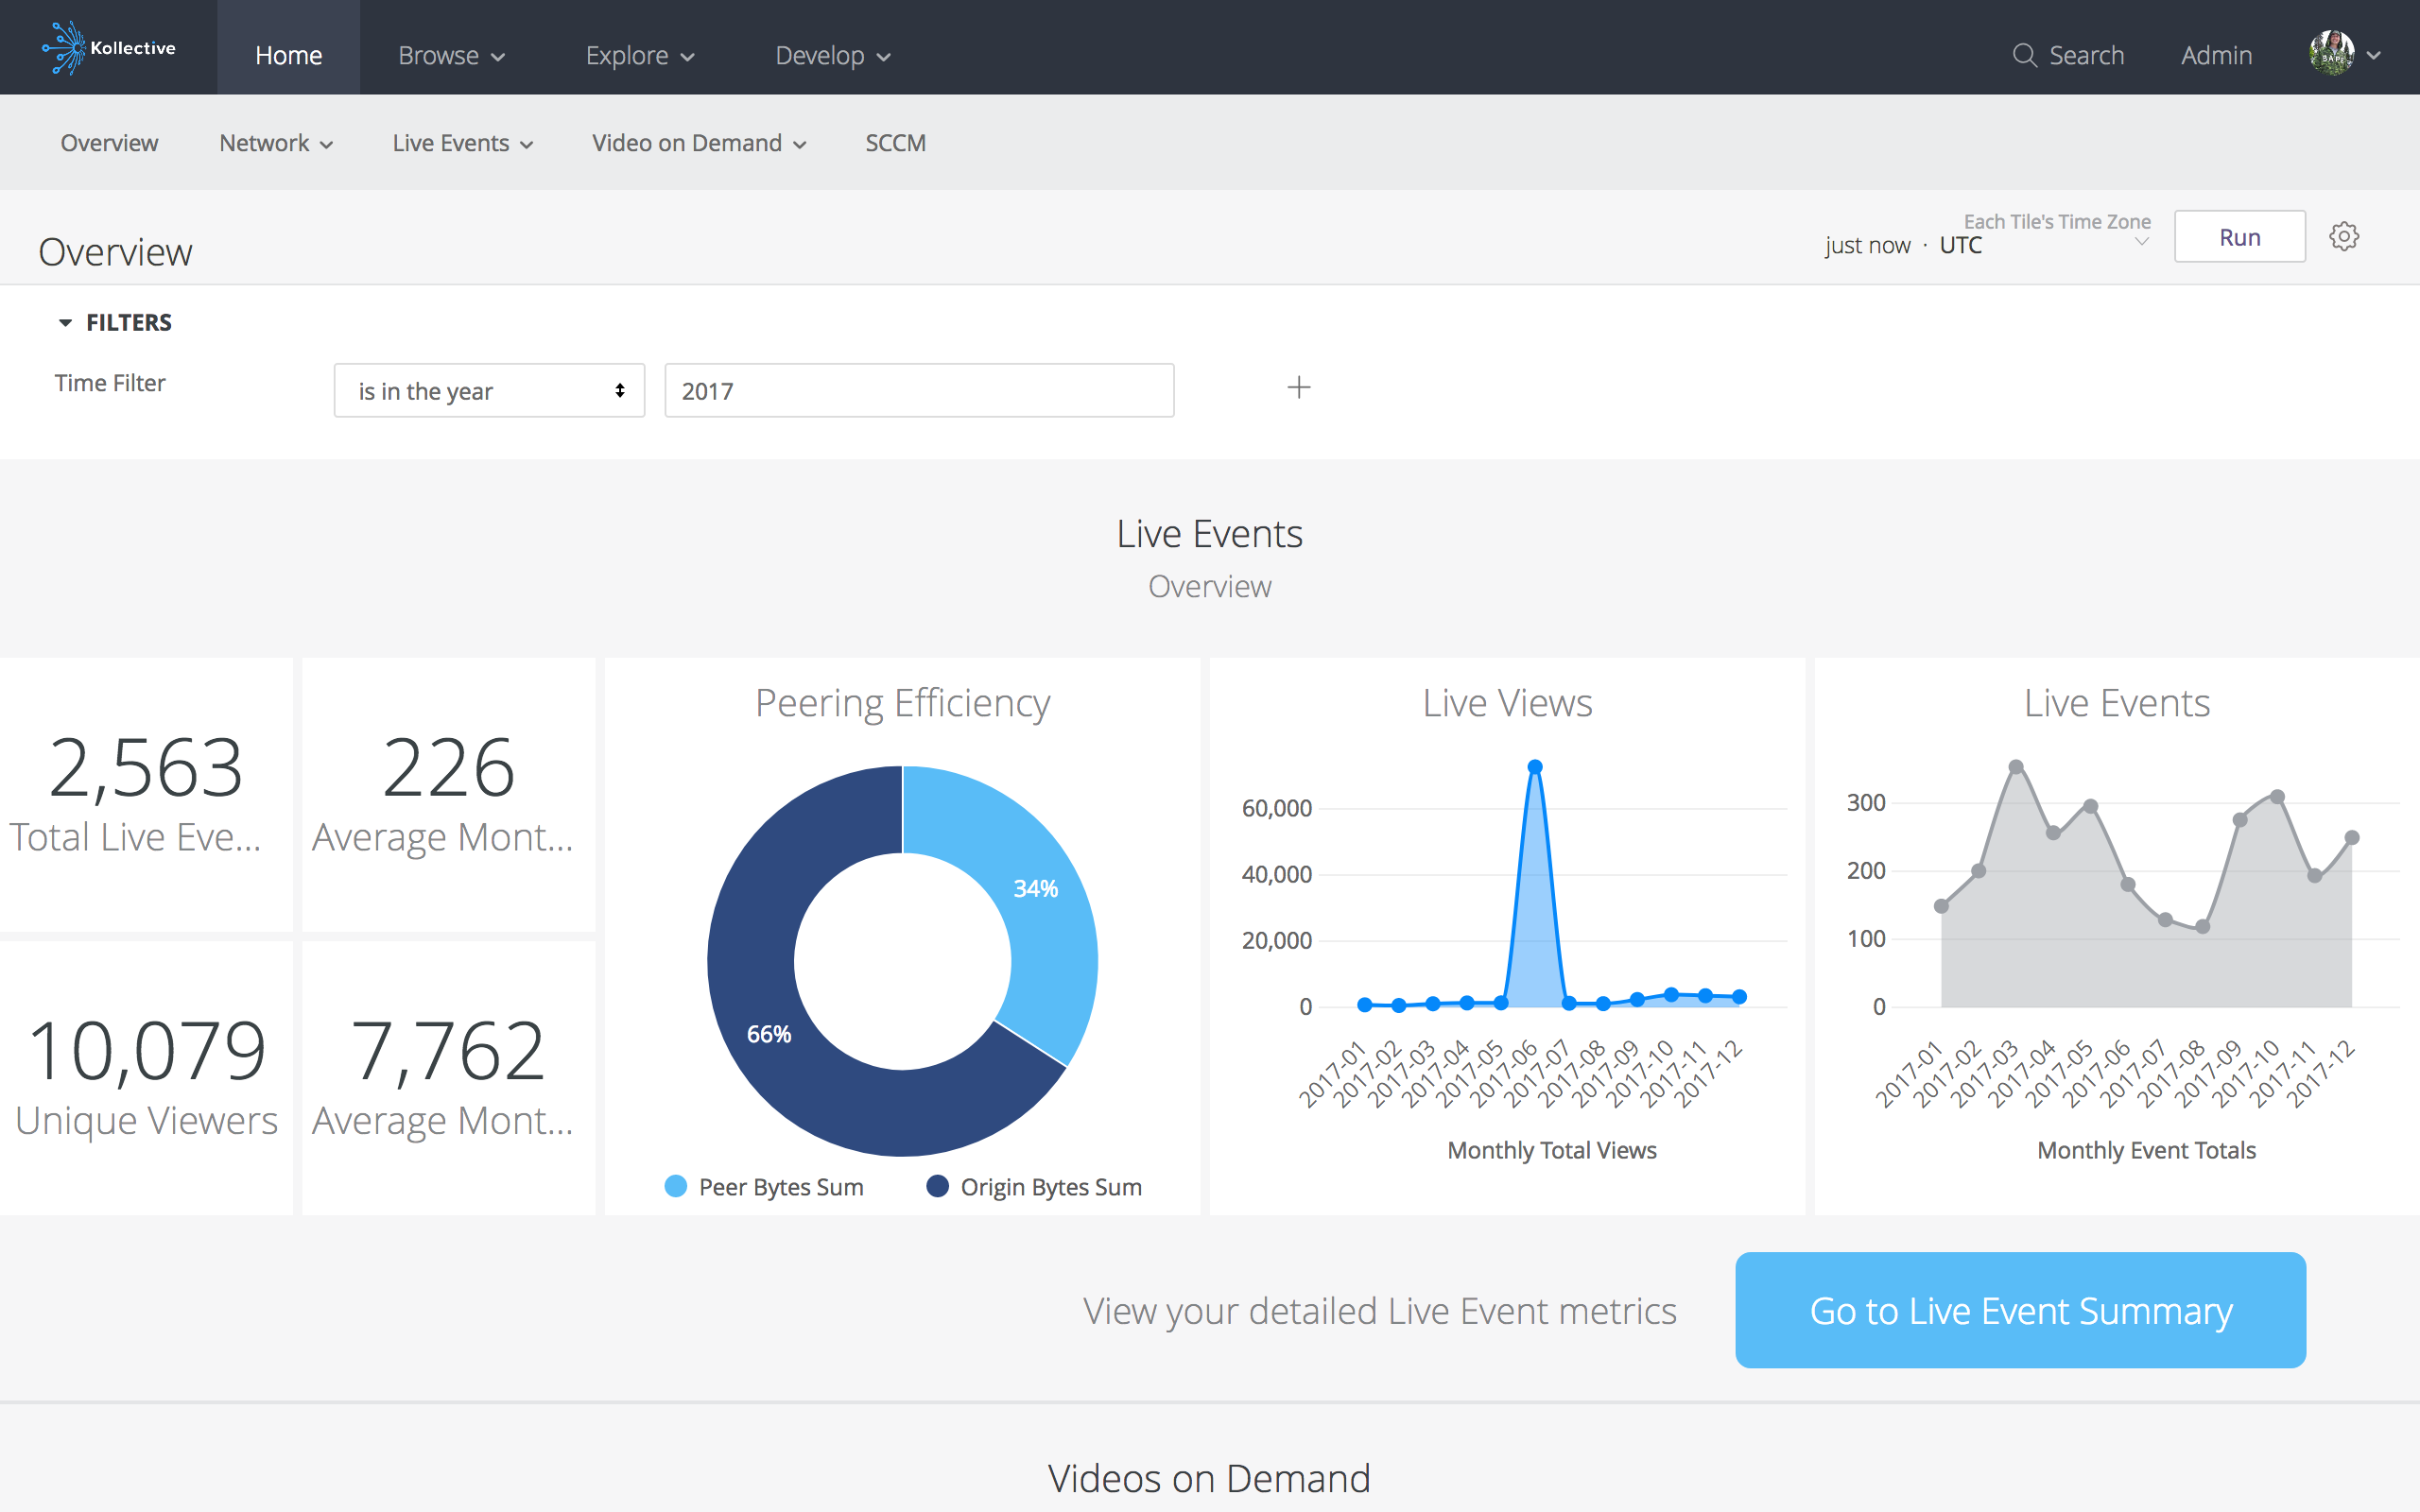 Kollective
Home
Browse
Explore
Develop
Search
Admin
Overview
Network
Live Events
Video on Demand
SCCM
Overview
Each Tile's Time Zone
just now · UTC
Run
FILTERS
Time Filter
is in the year
2017
Live Events
Overview
2,563
Total Live Eve...
226
Average Mont...
10,079
Unique Viewers
7,762
Average Mont...
Peering Efficiency
34%
66%
Peer Bytes Sum
Origin Bytes Sum
Live Views
60,000
40,000
20,000
0
2017-01
2017-02
2017-03
2017-04
2017-05
2017-06
2017-07
2017-08
2017-09
2017-10
2017-11
2017-12
Monthly Total Views
Live Events
300
200
100
0
2017-01
2017-02
2017-03
2017-04
2017-05
2017-06
2017-07
2017-08
2017-09
2017-10
2017-11
2017-12
Monthly Event Totals
View your detailed Live Event metrics
Go to Live Event Summary
Videos on Demand